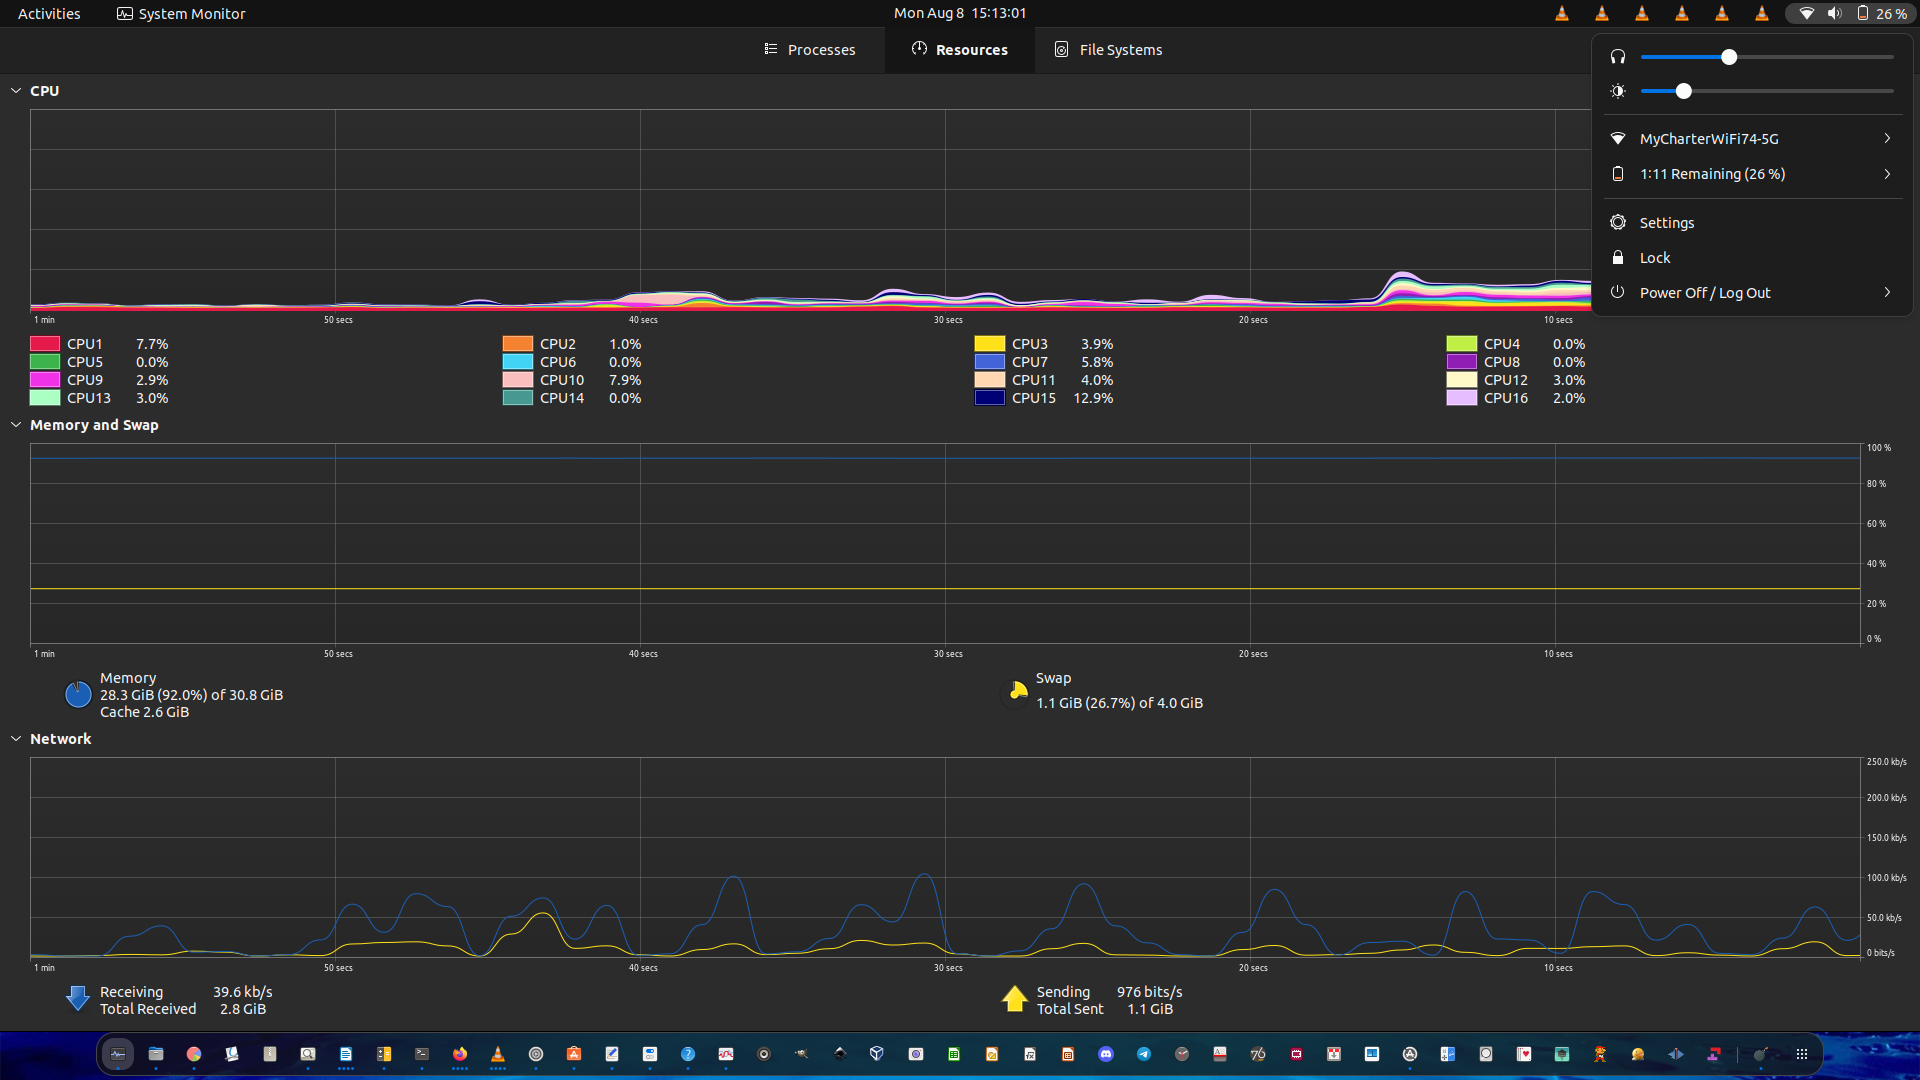 Activities
System Monitor
Mon Aug 8 15:13:01
26 %
Processes
Resources
File Systems
MyCharterWiFi74-5G
1:11 Remaining (26 %)
Settings
Lock
Power Off / Log Out
CPU
1 min 50 secs 40 secs 30 secs 20 secs 10 secs
CPU1 7.7% CPU2 1.0% CPU3 3.9% CPU4 0.0%
CPU5 0.0% CPU6 0.0% CPU7 5.8% CPU8 0.0%
CPU9 2.9% CPU10 7.9% CPU11 4.0% CPU12 3.0%
CPU13 3.0% CPU14 0.0% CPU15 12.9% CPU16 2.0%
Memory and Swap
100 %
80 %
60 %
40 %
20 %
0 %
1 min 50 secs 40 secs 30 secs 20 secs 10 secs
Memory
28.3 GiB (92.0%) of 30.8 GiB
Cache 2.6 GiB
Swap
1.1 GiB (26.7%) of 4.0 GiB
Network
250.0 kb/s
200.0 kb/s
150.0 kb/s
100.0 kb/s
50.0 kb/s
0 bits/s
1 min 50 secs 40 secs 30 secs 20 secs 10 secs
Receiving 39.6 kb/s
Total Received 2.8 GiB
Sending 976 bits/s
Total Sent 1.1 GiB
76